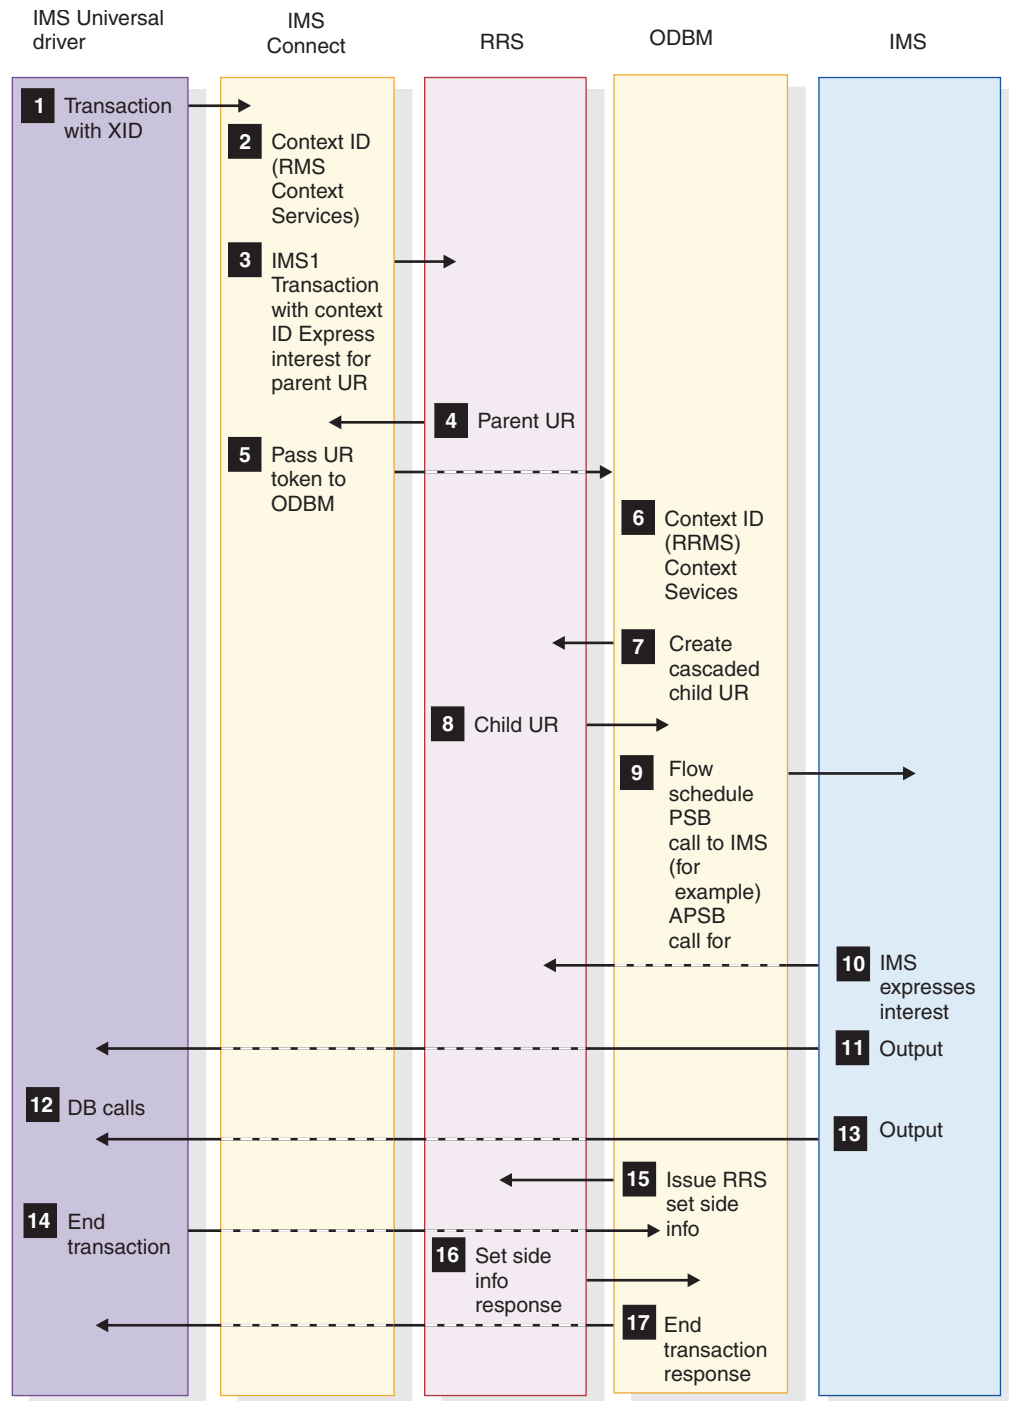 IMS Universal
driver
IMS
Connect
RRS
ODBM
IMS
1 Transaction
with XID
2 Context ID
(RMS
Context
Services)
3 IMS1
Transaction
with context
ID Express
interest for
parent UR
4 Parent UR
5 Pass UR
token to
ODBM
6 Context ID
(RRMS)
Context
Sevices
7 Create
cascaded
child UR
8 Child UR
9 Flow
schedule
PSB
call to IMS
(for
example)
APSB
call for
10 IMS
expresses
interest
11 Output
12 DB calls
13 Output
15 Issue RRS
set side
info
14 End
transaction
16 Set side
info
response
17 End
transaction
response